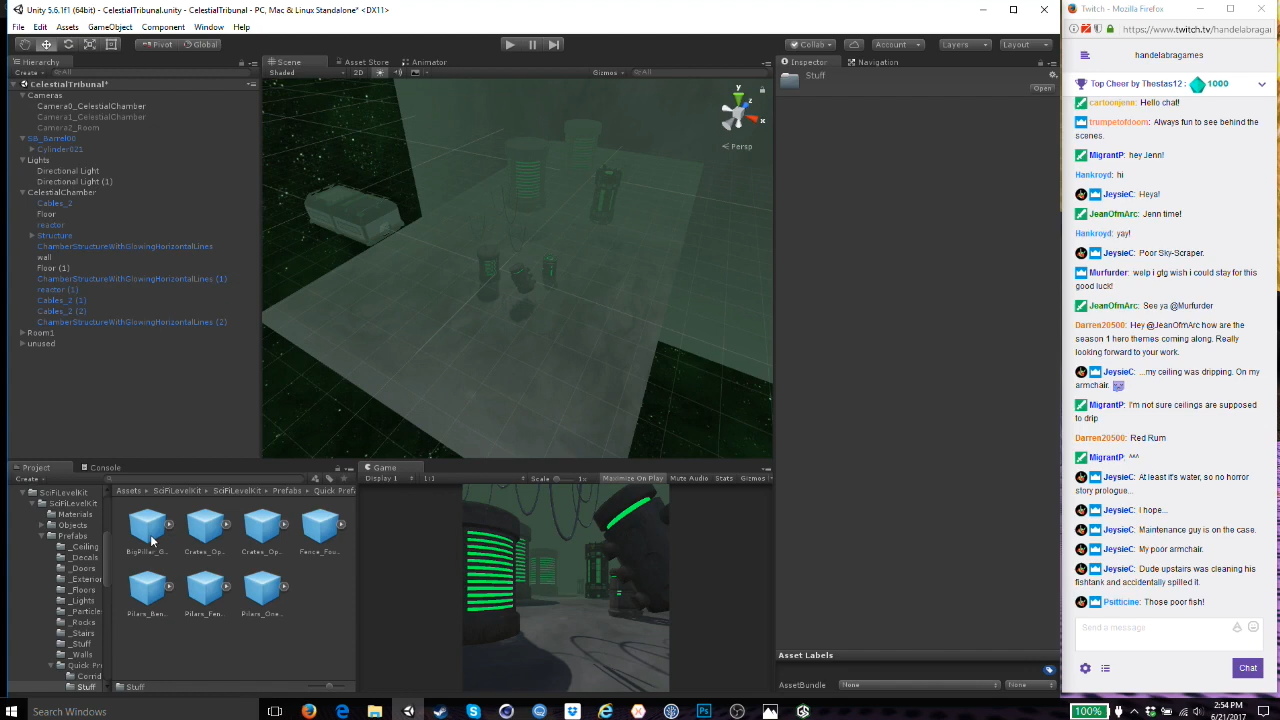 Unity 5.6.1f1 (64bit) - CelestialTribunal.unity - CelestialTribunal - PC, Mac & Linux Standalone* <DX11>
File Edit Assets GameObject Component Window Help
Pivot Global
Collab Account Layers Layout
Hierarchy
Create All
CelestialTribunal*
Cameras
Camera0_CelestialChamber
Camera1_CelestialChamber
Camera2_Room
SB_Barrel00
Cylinder021
Lights
Directional Light
Directional Light (1)
CelestialChamber
Cables_2
Floor
reactor
Structure
ChamberStructureWithGlowingHorizontalLines
wall
Floor (1)
ChamberStructureWithGlowingHorizontalLines (1)
reactor (1)
Cables_2 (1)
Cables_2 (2)
ChamberStructureWithGlowingHorizontalLines (2)
Room1
unused
Scene Asset Store Animator
Shaded 2D Gizmos All
y
z
x
Persp
Inspector Navigation
Stuff
Open
Asset Labels
AssetBundle None None
Project Console
Create
SciFiLevelKit
SciFiLevelKit
Materials
Objects
Prefabs
_Ceiling
_Decals
_Doors
_Exterior
_Floors
_Lights
_Particle
_Rocks
_Stairs
_Stuff
_Walls
Quick Pr
Corrid
Stuff
Assets SciFiLevelKit SciFiLevelKit Prefabs Quick Prefa
BigPillar_G...
Crates_Op...
Crates_Op...
Fence_Fou...
Pilars_Ben...
Pilars_Fen...
Pilars_One...
Stuff
Game
Display 1 1:1 Scale Maximize On Play Mute Audio Stats Gizmos
Twitch - Mozilla Firefox
https://www.twitch.tv/handelabragam
handelabragames
Top Cheer by Thestas12 : 1000
cartoonjenn: Hello chat!
trumpetofdoom: Always fun to see behind the
scenes.
MigrantP: hey Jenn!
Hankroyd: hi
JeysieC: Heya!
JeanOfmArc: Jenn time!
Hankroyd: yay!
JeysieC: Poor Sky-Scraper.
Murfurder: welp i gtg wish i could stay for this
good luck!
JeanOfmArc: See ya @Murfurder
Darren20500: Hey @JeanOfmArc how are the
season 1 hero themes coming along. Really
looking forward to your work.
JeysieC: ...my ceiling was dripping. On my
armchair.
MigrantP: I'm not sure ceilings are supposed
to drip
Darren20500: Red Rum
MigrantP: ^^^
JeysieC: At least it's water, so no horror
story prologue...
JeysieC: I hope...
JeysieC: Maintenance guy is on the case.
JeysieC: My poor armchair.
JeysieC: Dude upstairs was cleaning his
fishtank and accidentally spilled it.
Psitticine: Those poor fish!
Send a message
Chat
Search Windows
100%
2:54 PM
6/21/2017